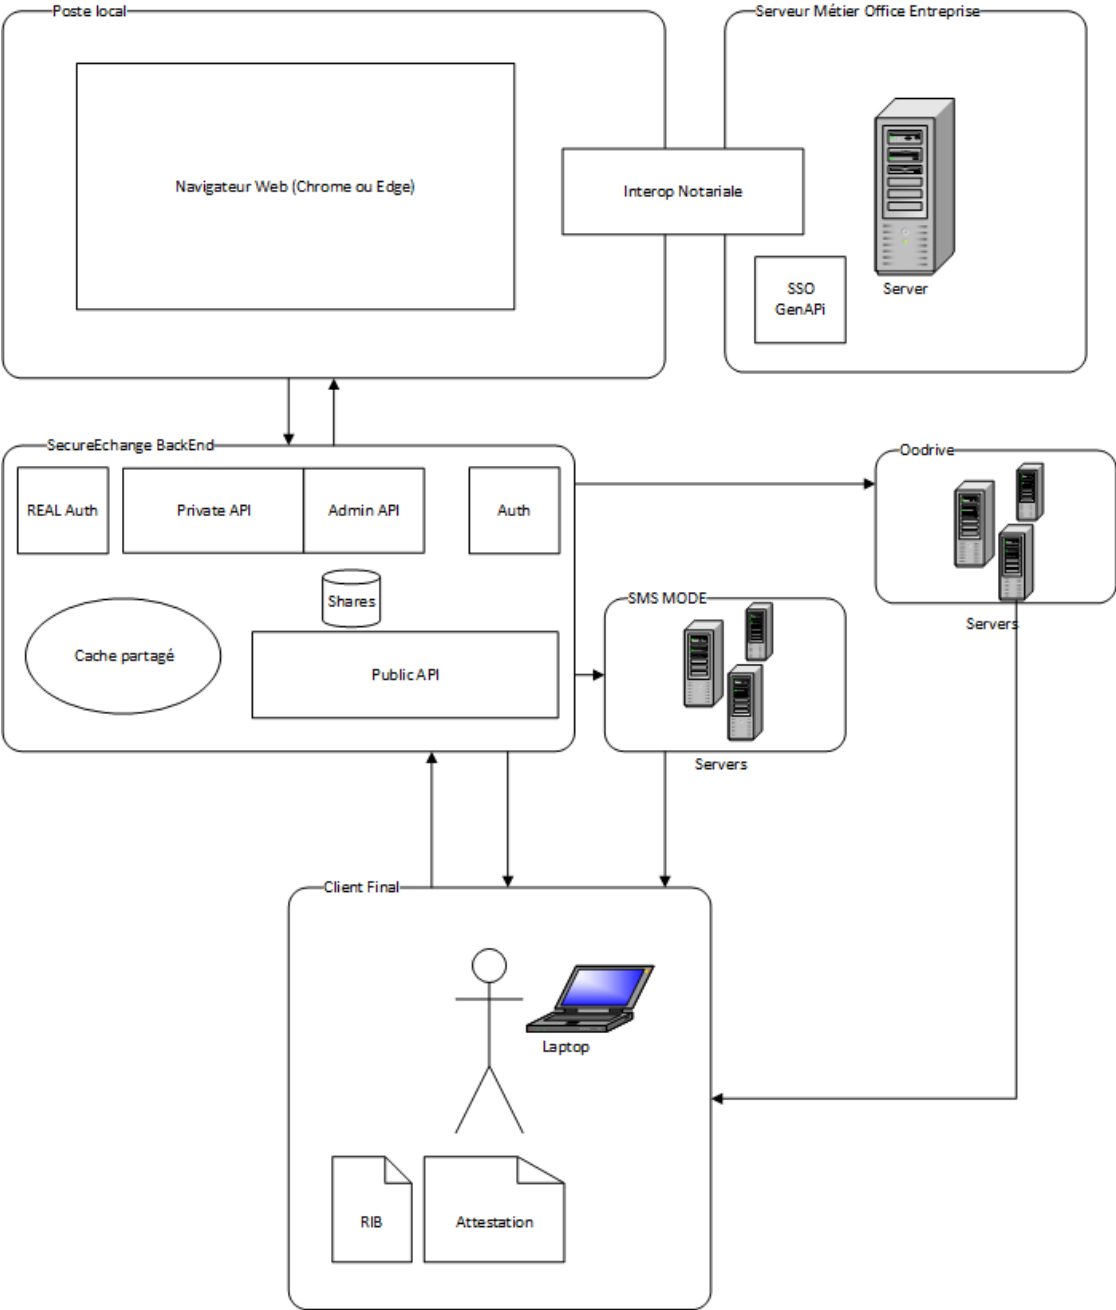 Poste local
Serveur Métier Office Entreprise
Navigateur Web (Chrome ou Edge)
Interop Notariale
SSO
GenAPi
Server
SecureEchange BackEnd
Oodrive
REAL Auth
Private API
Admin API
Auth
Shares
SMS MODE
Servers
Cache partagé
Public API
Servers
Client Final
Laptop
RIB
Attestation